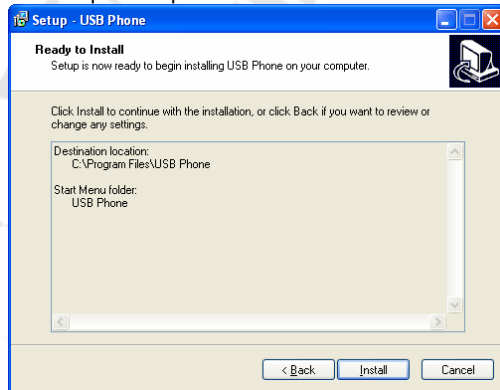 Setup - USB Phone
Ready to Install
Setup is now ready to begin installing USB Phone on your computer.
Click Install to continue with the installation, or click Back if you want to review or
change any settings.
Destination location:
C:\Program Files\USB Phone
Start Menu folder:
USB Phone
< Back
Install
Cancel